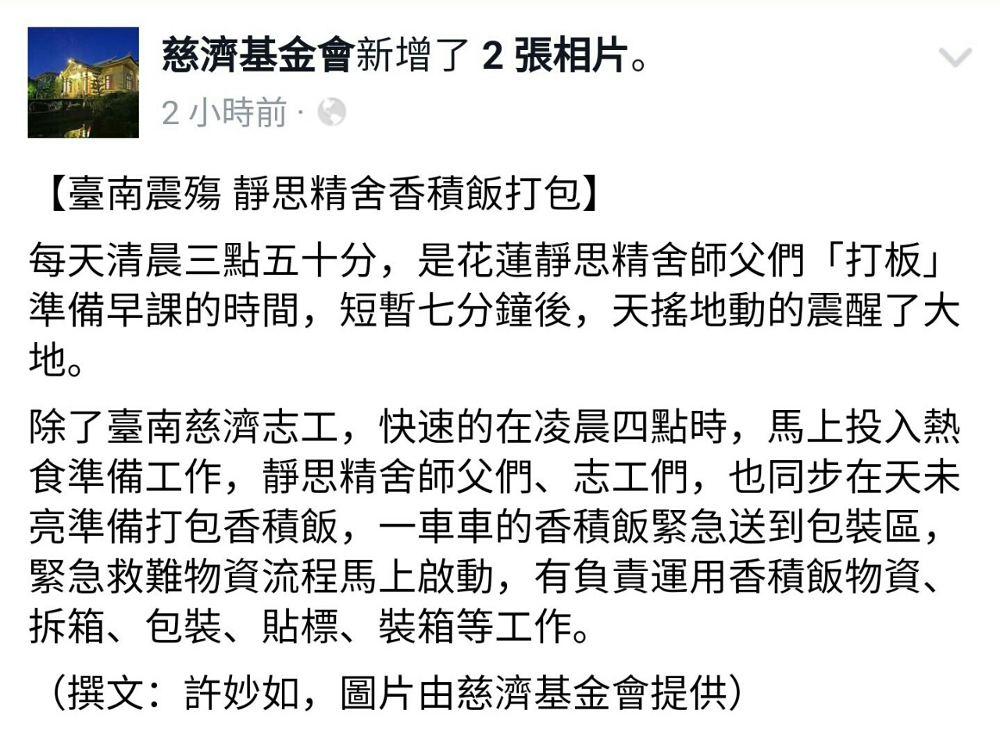 慈濟基金會新增了 2 張相片。
2 小時前 ·
【臺南震殤 靜思精舍香積飯打包】
每天清晨三點五十分，是花蓮靜思精舍師父們「打板」
準備早課的時間，短暫七分鐘後，天搖地動的震醒了大
地。
除了臺南慈濟志工，快速的在凌晨四點時，馬上投入熱
食準備工作，靜思精舍師父們、志工們，也同步在天未
亮準備打包香積飯，一車車的香積飯緊急送到包裝區，
緊急救難物資流程馬上啟動，有負責運用香積飯物資、
拆箱、包裝、貼標、裝箱等工作。
（撰文：許妙如，圖片由慈濟基金會提供）